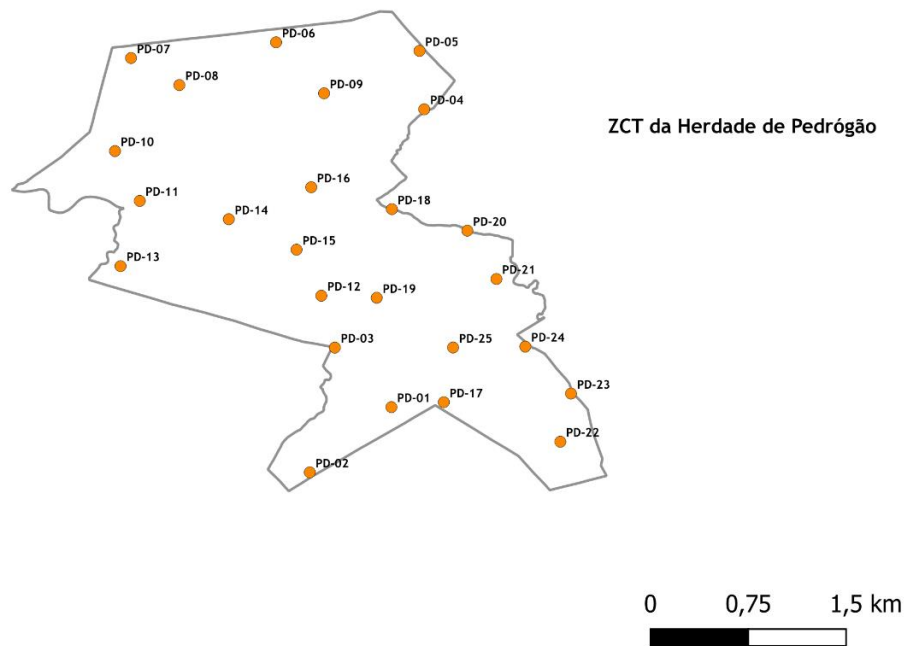 PD-06
PD-07
PD-05
PD-08
PD-09
PD-04
ZCT da Herdade de Pedrógão
PD-10
PD-16
PD-11
PD-18
PD-14
PD-20
PD-15
PD-13
PD-21
PD-12
PD-19
PD-03
PD-25
PD-24
PD-23
PD-01
PD-17
PD-22
PD-02
0 0,75 1,5 km